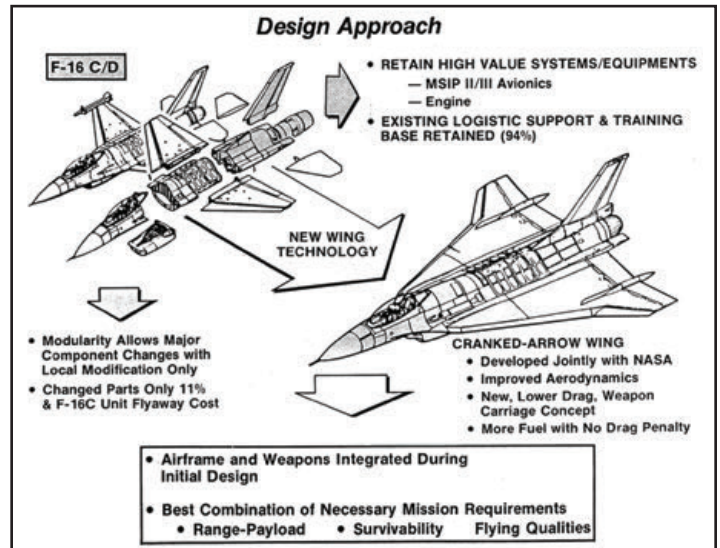 Design Approach
F-16 C/D
• RETAIN HIGH VALUE SYSTEMS/EQUIPMENTS
— MSIP II/III Avionics
— Engine
• EXISTING LOGISTIC SUPPORT & TRAINING
BASE RETAINED (94%)
NEW WING
TECHNOLOGY
• Modularity Allows Major
Component Changes with
Local Modification Only
• Changed Parts Only 11%
& F-16C Unit Flyaway Cost
CRANKED-ARROW WING
• Developed Jointly with NASA
• Improved Aerodynamics
• New, Lower Drag, Weapon
Carriage Concept
• More Fuel with No Drag Penalty
• Airframe and Weapons Integrated During
Initial Design
• Best Combination of Necessary Mission Requirements
• Range-Payload • Survivability Flying Qualities